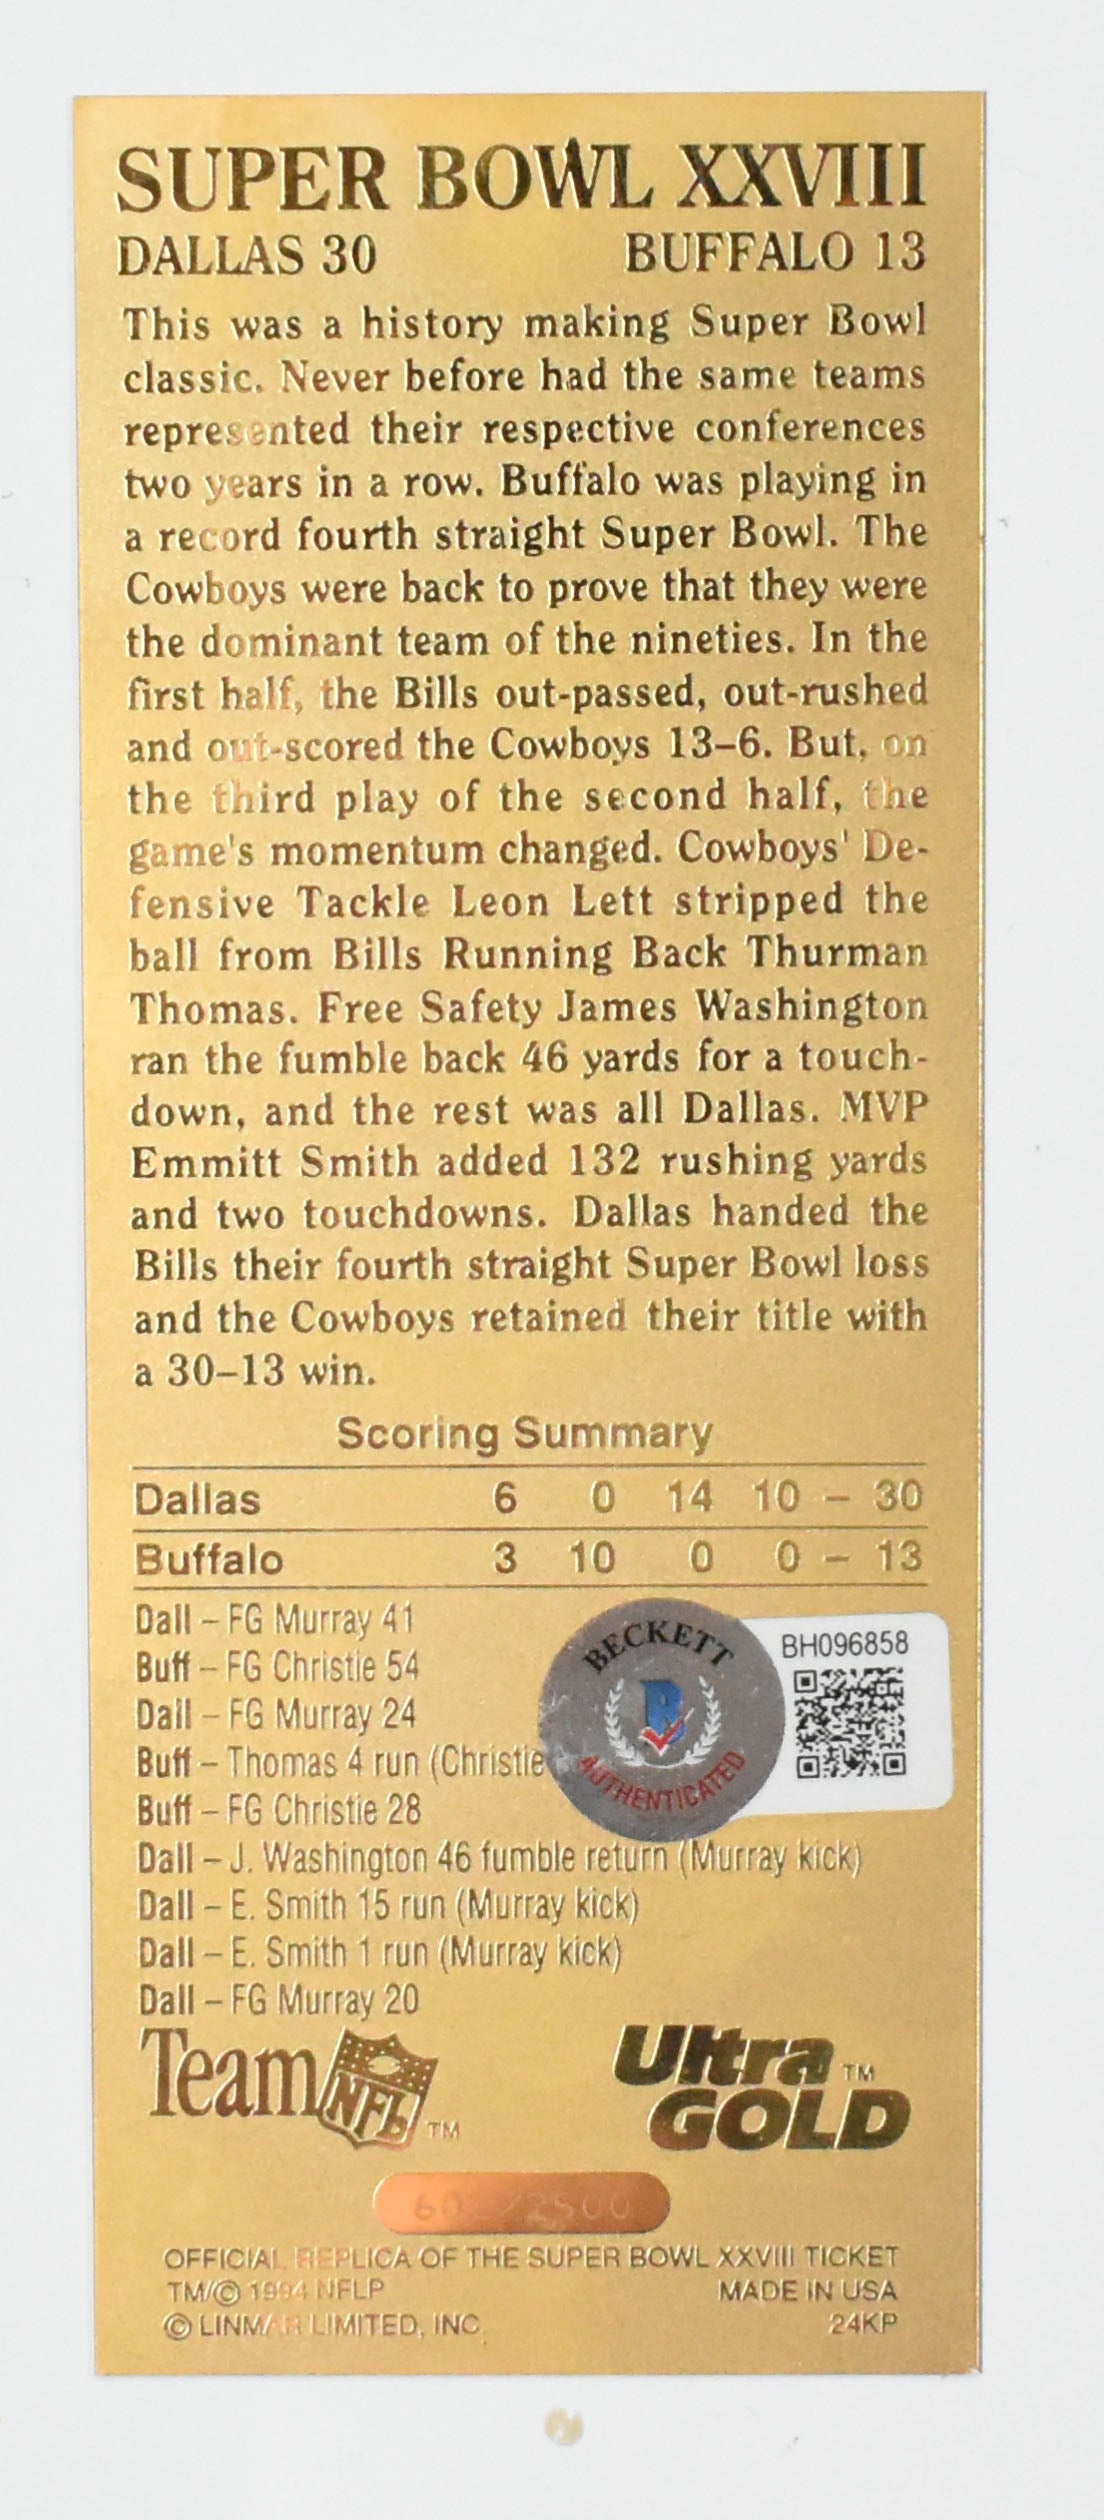 SUPER BOWL XXVIII
DALLAS 30 BUFFALO 13
This was a history making Super Bowl
classic. Never before had the same teams
represented their respective conferences
two years in a row. Buffalo was playing in
a record fourth straight Super Bowl. The
Cowboys were back to prove that they were
the dominant team of the nineties. In the
first half, the Bills out-passed, out-rushed
and out-scored the Cowboys 13–6. But, on
the third play of the second half, the
game's momentum changed. Cowboys' De-
fensive Tackle Leon Lett stripped the
ball from Bills Running Back Thurman
Thomas. Free Safety James Washington
ran the fumble back 46 yards for a touch-
down, and the rest was all Dallas. MVP
Emmitt Smith added 132 rushing yards
and two touchdowns. Dallas handed the
Bills their fourth straight Super Bowl loss
and the Cowboys retained their title with
a 30–13 win.
Scoring Summary
Dallas 6 0 14 10 – 30
Buffalo 3 10 0 0 – 13
Dall – FG Murray 41
Buff – FG Christie 54
Dall – FG Murray 24
Buff – Thomas 4 run (Christie
Buff – FG Christie 28
Dall – J. Washington 46 fumble return (Murray kick)
Dall – E. Smith 15 run (Murray kick)
Dall – E. Smith 1 run (Murray kick)
Dall – FG Murray 20
BECKETT
B
AUTHENTICATED
BH096858
Team NFL TM
Ultra TM
GOLD
/2500
OFFICIAL REPLICA OF THE SUPER BOWL XXVIII TICKET
TM/© 1994 NFLP MADE IN USA
© LINMAR LIMITED, INC. 24KP